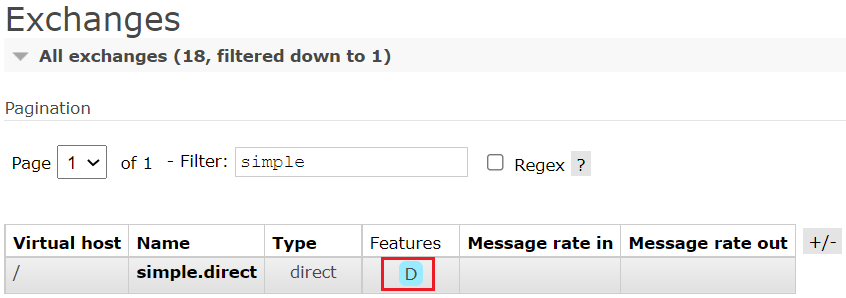 Exchanges
All exchanges (18, filtered down to 1)
Pagination
Page 1 of 1 - Filter: simple Regex ?
Virtual host Name Type Features Message rate in Message rate out +/-
/ simple.direct direct D